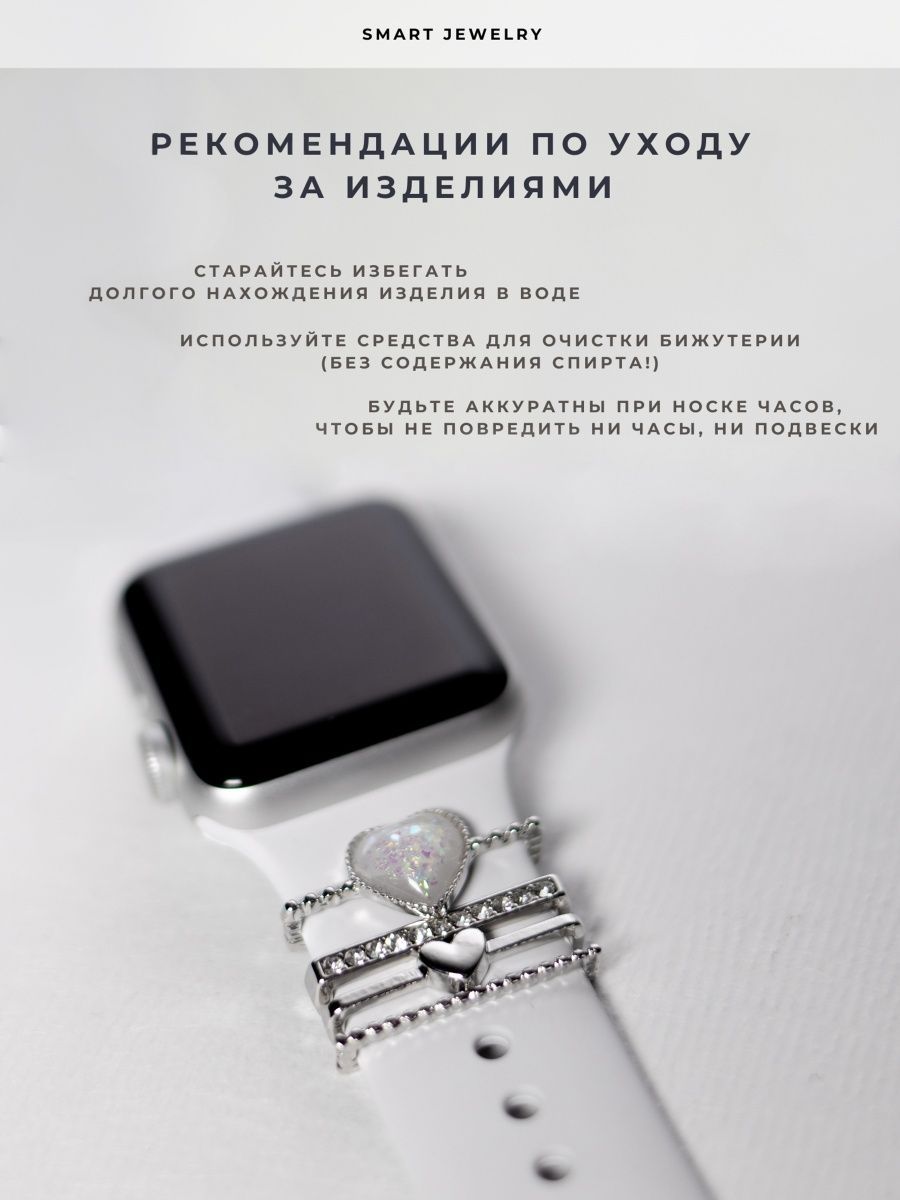 SMART JEWELRY
РЕКОМЕНДАЦИИ ПО УХОДУ
ЗА ИЗДЕЛИЯМИ
СТАРАЙТЕСЬ ИЗБЕГАТЬ
ДОЛГОГО НАХОЖДЕНИЯ ИЗДЕЛИЯ В ВОДЕ
ИСПОЛЬЗУЙТЕ СРЕДСТВА ДЛЯ ОЧИСТКИ БИЖУТЕРИИ
(БЕЗ СОДЕРЖАНИЯ СПИРТА!)
БУДЬТЕ АККУРАТНЫ ПРИ НОСКЕ ЧАСОВ,
ЧТОБЫ НЕ ПОВРЕДИТЬ НИ ЧАСЫ, НИ ПОДВЕСКИ